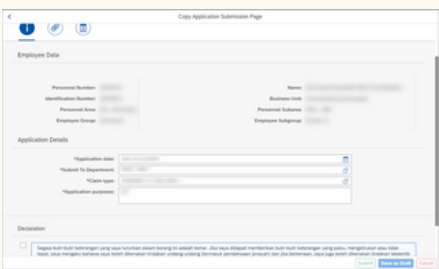 Copy Application Submission Page
Employee Data
Personnel Number:
Name:
Identification Number:
Business Unit:
Personnel Area:
Personnel Subarea:
Employee Group:
Employee Subgroup:
Application Details
*Application date:
*Submit To Department:
*Claim type:
*Application purposes:
Declaration
Segala butir-butir keterangan yang saya turunkan dalam borang ini adalah benar. Jika saya didapati memberikan butir-butir keterangan yang palsu, mengelirukan atau tidak
tepat, saya mengaku bahawa saya boleh dikenakan tindakan undang-undang (termasuk pendakwaan jenayah) dan jika berkenaan, saya juga boleh dikenakan tindakan tatatertib
Submit Save as Draft Cancel